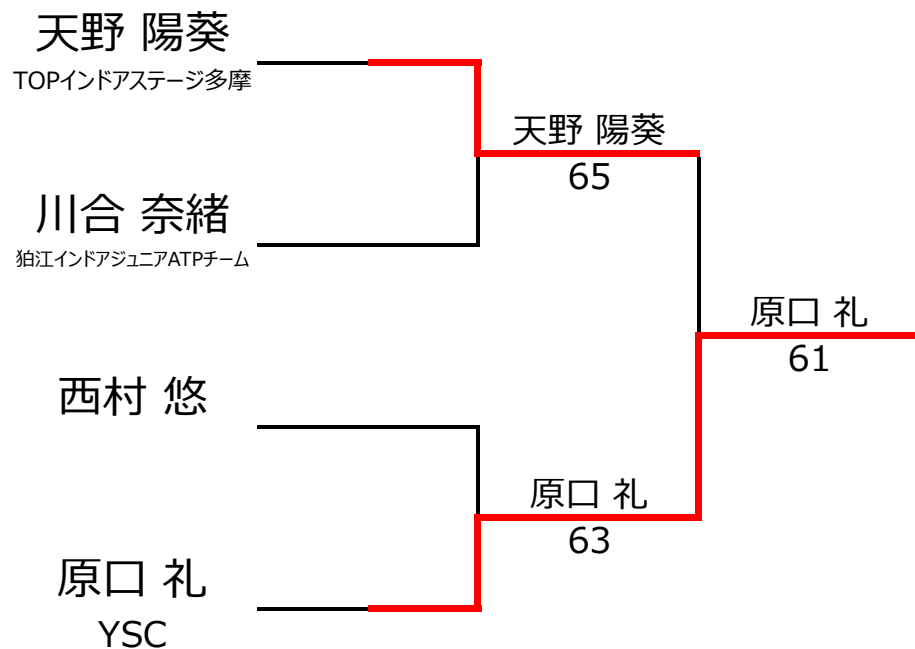 天野 陽葵
TOPインドアステージ多摩
天野 陽葵
65
川合 奈緒
狛江インドアジュニアATPチーム
原口 礼
61
西村 悠
原口 礼
63
原口 礼
YSC